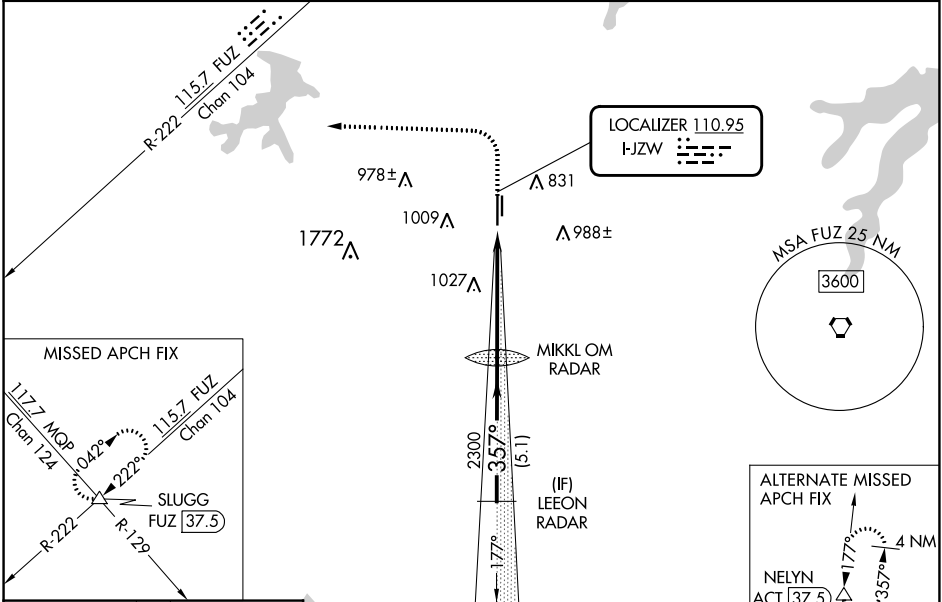 R-222 115.7 FUZ
Chan 104
LOCALIZER 110.95
I-JZW
978±
831
1009
988±
1772
1027
MSA FUZ 25 NM
3600
MIKKL OM
RADAR
2300
357°
(5.1)
(IF)
LEEON
RADAR
177°
MISSED APCH FIX
117.7 MQP
Chan 124
115.7 FUZ
Chan 104
042°
222°
SLUGG
FUZ 37.5
R-222
R-129
ALTERNATE MISSED
APCH FIX
177°
4 NM
357°
NELYN
ACT 37.5